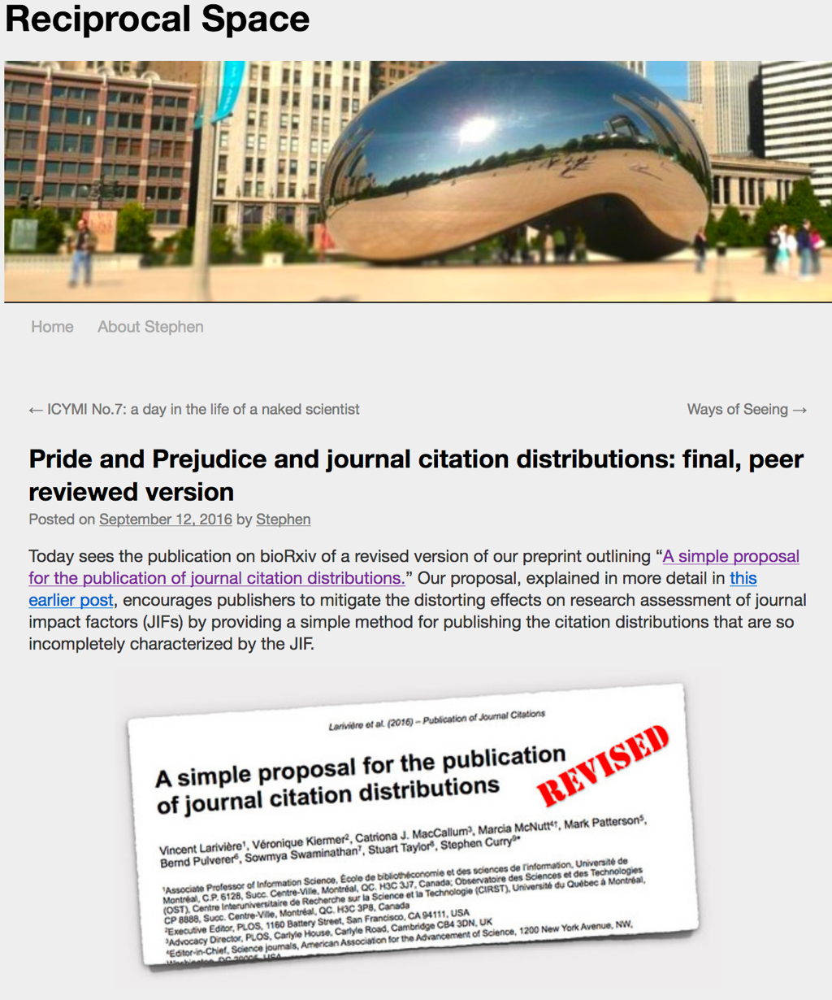 Reciprocal Space
Home About Stephen
← ICYMI No.7: a day in the life of a naked scientist
Ways of Seeing →
Pride and Prejudice and journal citation distributions: final, peer
reviewed version
Posted on September 12, 2016 by Stephen
Today sees the publication on bioRxiv of a revised version of our preprint outlining “A simple proposal
for the publication of journal citation distributions.” Our proposal, explained in more detail in this
earlier post, encourages publishers to mitigate the distorting effects on research assessment of journal
impact factors (JIFs) by providing a simple method for publishing the citation distributions that are so
incompletely characterized by the JIF.
Larivière et al. (2016) – Publication of Journal Citations
A simple proposal for the publication
of journal citation distributions
REVISED
Vincent Larivière¹, Véronique Kiermer², Catriona J. MacCallum³, Marcia McNutt⁴†, Mark Patterson⁵,
Bernd Pulverer⁶, Sowmya Swaminathan⁷, Stuart Taylor⁸, Stephen Curry⁹*
¹Associate Professor of Information Science, École de bibliothéconomie et des sciences de l'information, Université de
Montréal, C.P. 6128, Succ. Centre-Ville, Montréal, QC. H3C 3J7, Canada; Observatoire des Sciences et des Technologies
(OST), Centre Interuniversitaire de Recherche sur la Science et la Technologie (CIRST), Université du Québec à Montréal,
CP 8888, Succ. Centre-Ville, Montréal, QC. H3C 3P8, Canada
²Executive Editor, PLOS, 1160 Battery Street, San Francisco, CA 94111, USA
³Advocacy Director, PLOS, Carlyle House, Carlyle Road, Cambridge CB4 3DN, UK
⁴Editor-in-Chief, Science journals, American Association for the Advancement of Science, 1200 New York Avenue, NW,
Washington, DC 20005, USA